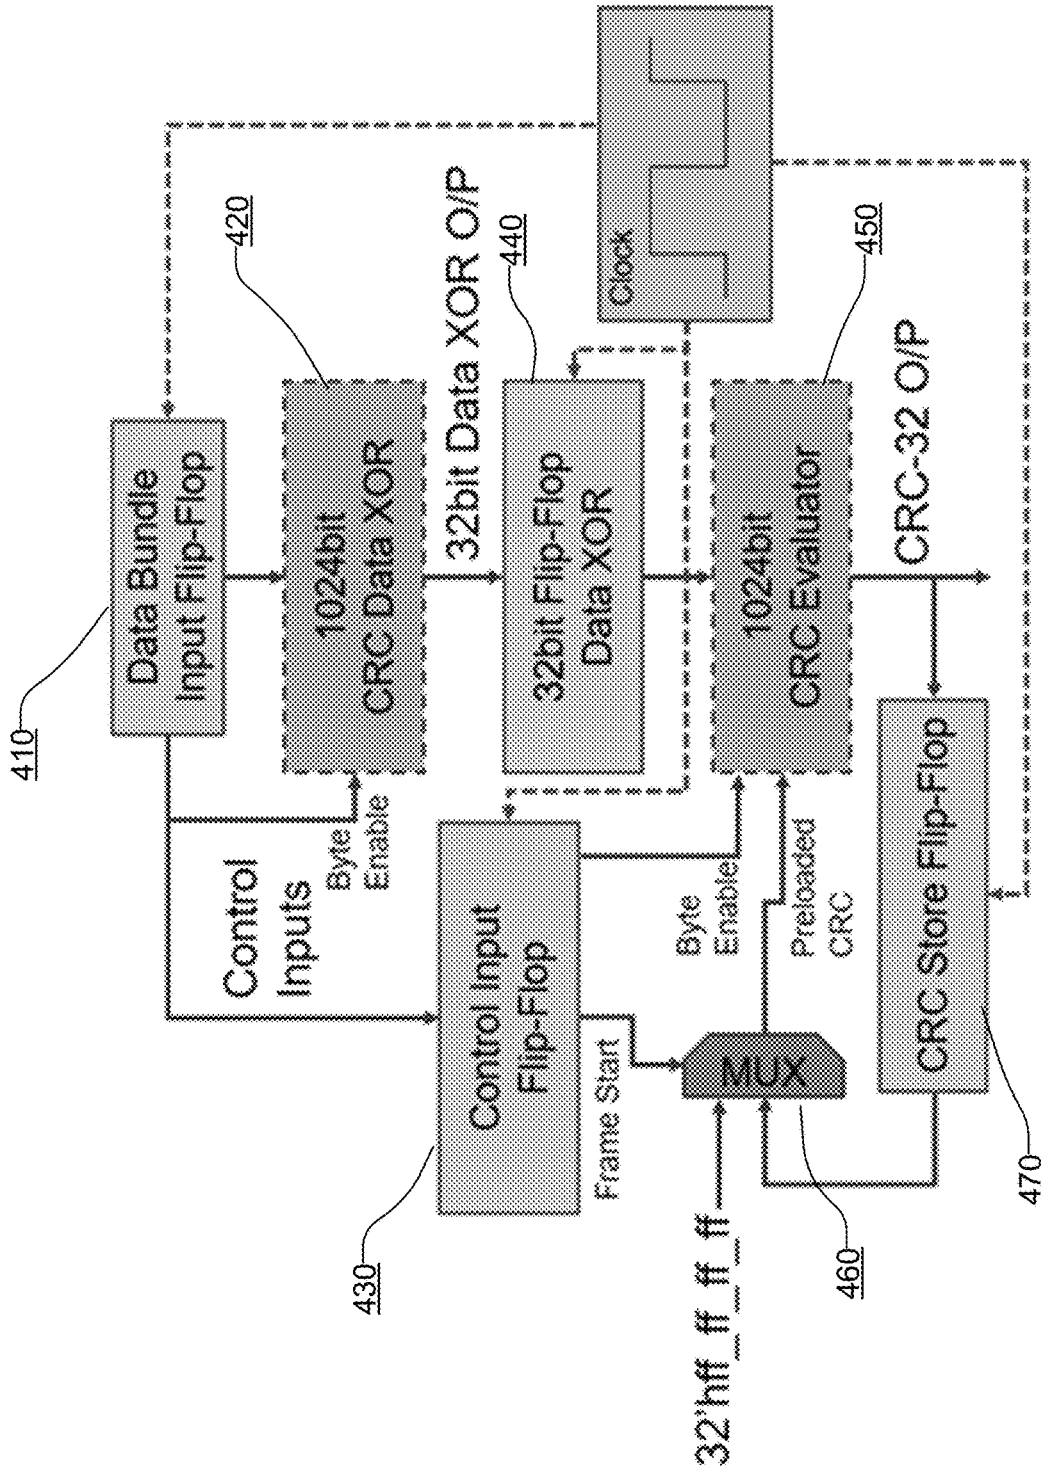 410
Data Bundle
Input Flip-Flop
420
1024bit
CRC Data XOR
Control
Inputs
Byte
Enable
32bit Data XOR O/P
430
Control Input
Flip-Flop
440
32bit Flip-Flop
Data XOR
Clock
Frame Start
Byte
Enable
Preloaded
CRC
450
1024bit
CRC Evaluator
32'hff_ff_ff_ff
MUX
460
CRC-32 O/P
CRC Store Flip-Flop
470